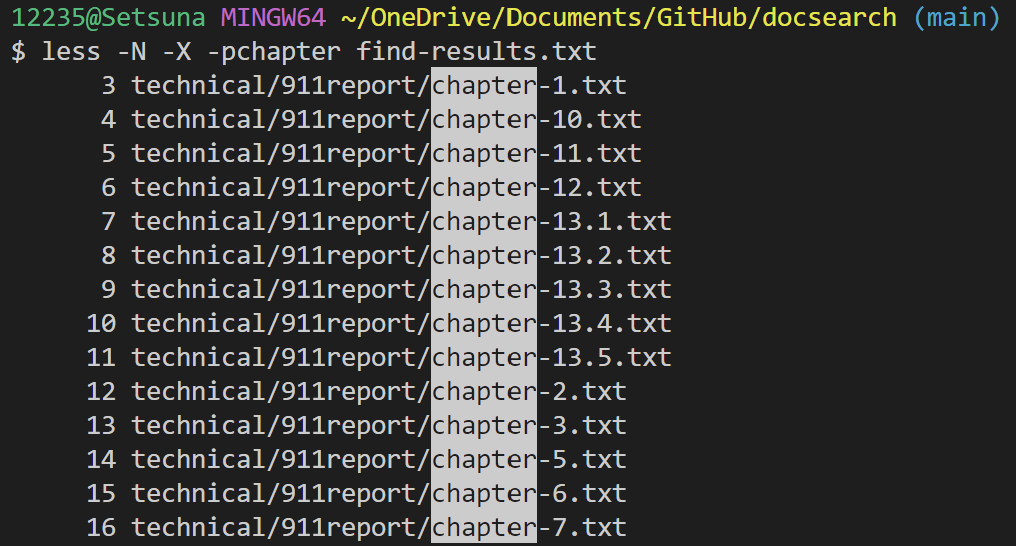 12235@Setsuna MINGW64 ~/OneDrive/Documents/GitHub/docsearch (main)
$ less -N -X -pchapter find-results.txt
3 technical/911report/chapter-1.txt
4 technical/911report/chapter-10.txt
5 technical/911report/chapter-11.txt
6 technical/911report/chapter-12.txt
7 technical/911report/chapter-13.1.txt
8 technical/911report/chapter-13.2.txt
9 technical/911report/chapter-13.3.txt
10 technical/911report/chapter-13.4.txt
11 technical/911report/chapter-13.5.txt
12 technical/911report/chapter-2.txt
13 technical/911report/chapter-3.txt
14 technical/911report/chapter-5.txt
15 technical/911report/chapter-6.txt
16 technical/911report/chapter-7.txt